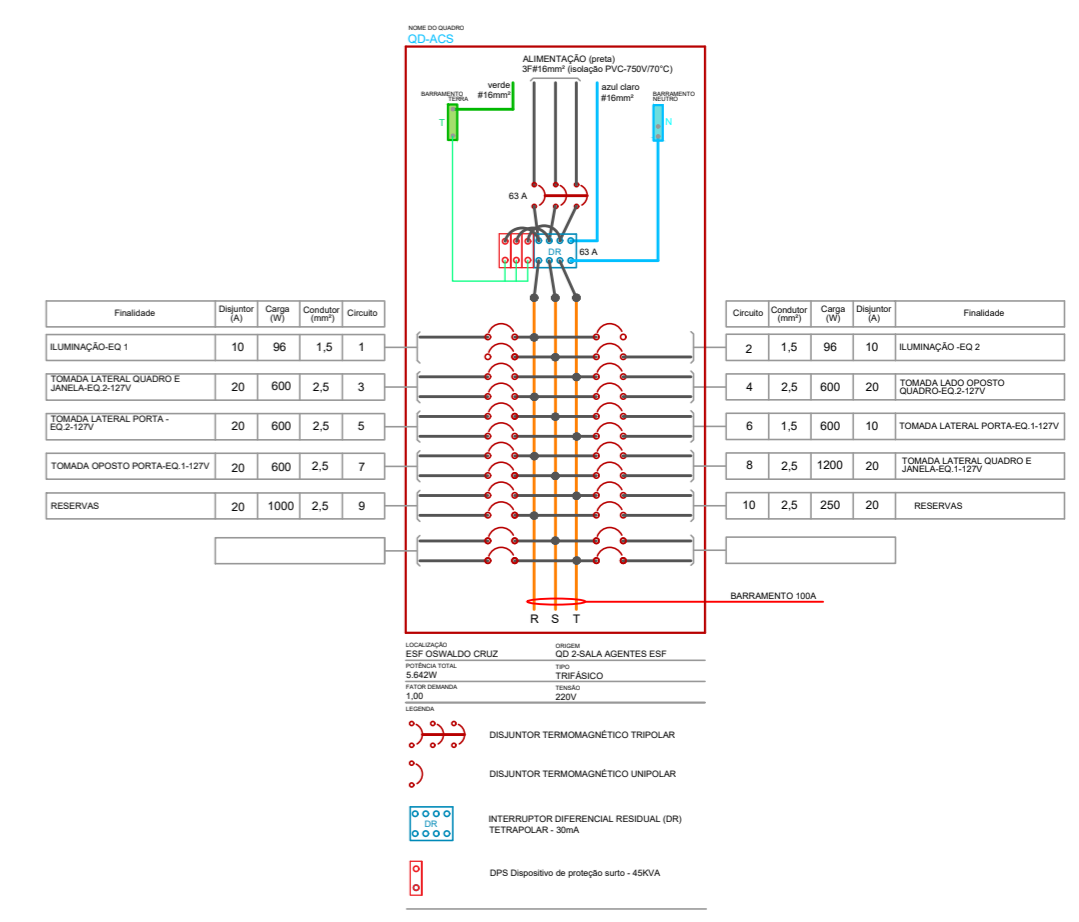 NOME DO QUADRO
QD-ACS
ALIMENTAÇÃO (preta)
3F#16mm² (isolação PVC-750V/70°C)
verde
#16mm²
azul claro
#16mm²
BARRAMENTO
TERRA
BARRAMENTO
NEUTRO
T
N
63 A
DR
63 A
Finalidade
Disjuntor
(A)
Carga
(W)
Condutor
(mm²)
Circuito
ILUMINAÇÃO-EQ 1 10 96 1,5 1
TOMADA LATERAL QUADRO E
JANELA-EQ.2-127V 20 600 2,5 3
TOMADA LATERAL PORTA -
EQ.2-127V 20 600 2,5 5
TOMADA OPOSTO PORTA-EQ.1-127V 20 600 2,5 7
RESERVAS 20 1000 2,5 9
Circuito
Condutor
(mm²)
Carga
(W)
Disjuntor
(A)
Finalidade
2 1,5 96 10 ILUMINAÇÃO -EQ 2
4 2,5 600 20 TOMADA LADO OPOSTO
QUADRO-EQ.2-127V
6 1,5 600 10 TOMADA LATERAL PORTA-EQ.1-127V
8 2,5 1200 20 TOMADA LATERAL QUADRO E
JANELA-EQ.1-127V
10 2,5 250 20 RESERVAS
BARRAMENTO 100A
R S T
LOCALIZAÇÃO
ESF OSWALDO CRUZ
ORIGEM
QD 2-SALA AGENTES ESF
POTÊNCIA TOTAL
5.642W
TIPO
TRIFÁSICO
FATOR DEMANDA
1,00
TENSÃO
220V
LEGENDA
DISJUNTOR TERMOMAGNÉTICO TRIPOLAR
DISJUNTOR TERMOMAGNÉTICO UNIPOLAR
DR
INTERRUPTOR DIFERENCIAL RESIDUAL (DR)
TETRAPOLAR - 30mA
DPS Dispositivo de proteção surto - 45KVA